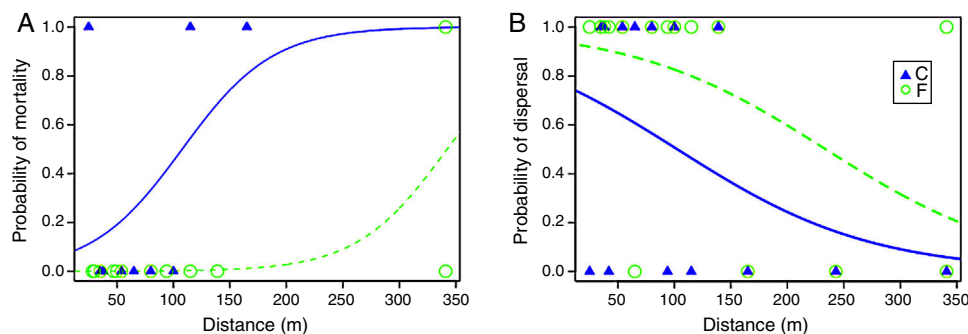 A
Probability of mortality
1.0
0.8
0.6
0.4
0.2
0.0
50 100 150 200 250 300 350
Distance (m)
B
Probability of dispersal
1.0
0.8
0.6
0.4
0.2
0.0
C
F
50 100 150 200 250 300 350
Distance (m)